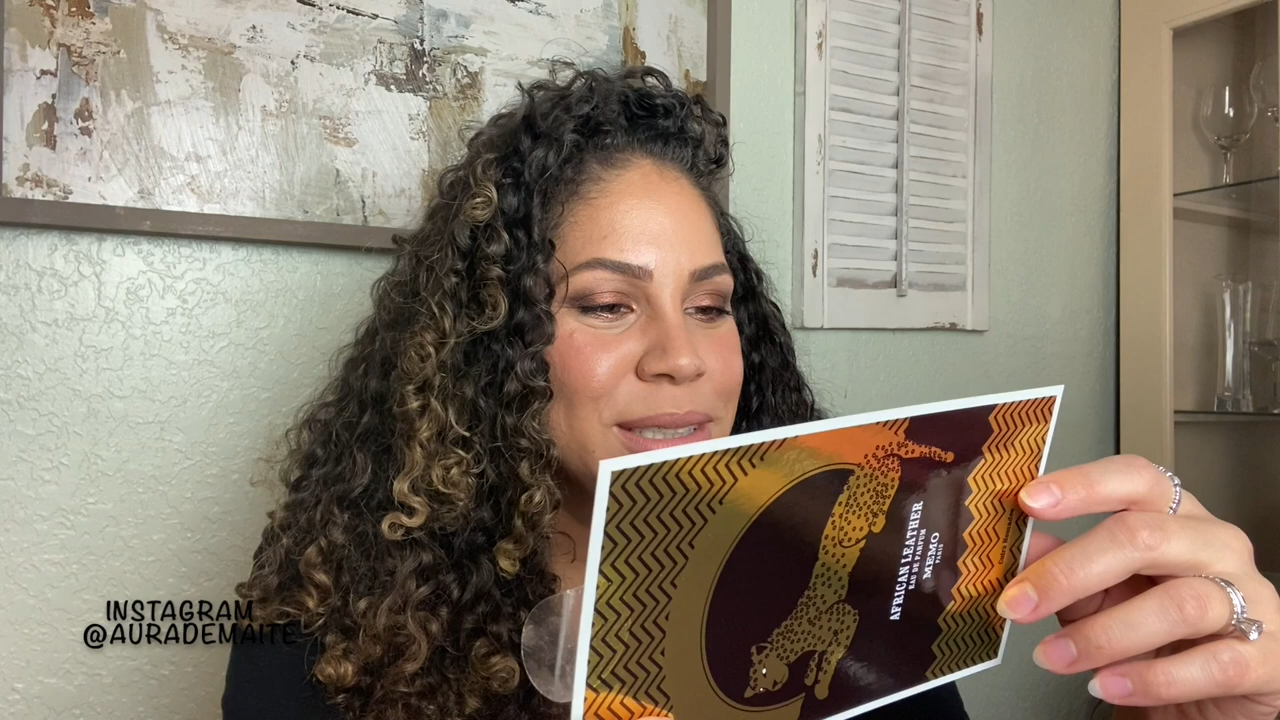 INSTAGRAM
@AURADEMAITE
AFRICAN LEATHER
EAU DE PARFUM
MEMO
PARIS